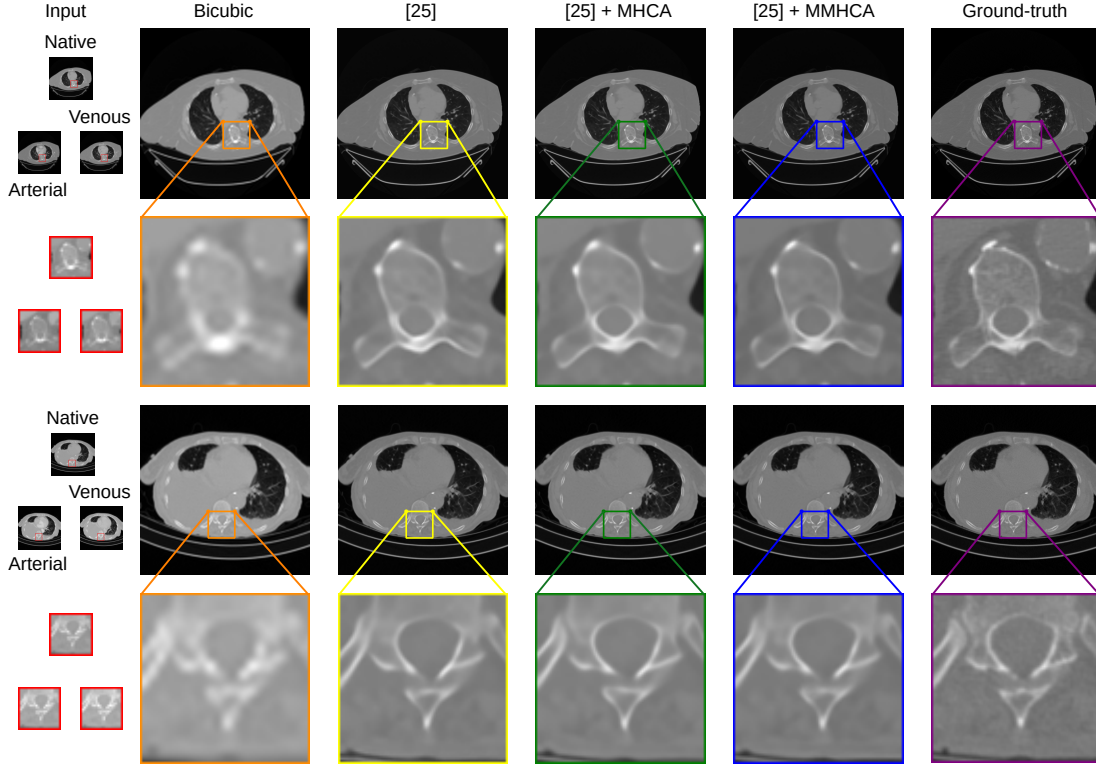 Input Bicubic [25] [25] + MHCA [25] + MMHCA Ground-truth
Native
Venous
Arterial
Native
Venous
Arterial